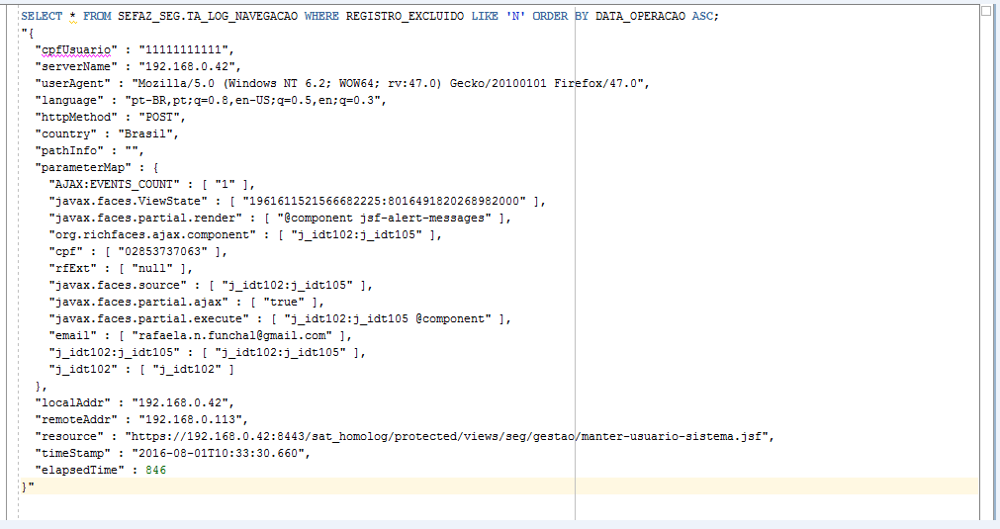 SELECT * FROM SEFAZ_SEG.TA_LOG_NAVEGACAO WHERE REGISTRO_EXCLUIDO LIKE 'N' ORDER BY DATA_OPERACAO ASC;
"{
"cpfUsuario" : "11111111111",
"serverName" : "192.168.0.42",
"userAgent" : "Mozilla/5.0 (Windows NT 6.2; WOW64; rv:47.0) Gecko/20100101 Firefox/47.0",
"language" : "pt-BR,pt;q=0.8,en-US;q=0.5,en;q=0.3",
"httpMethod" : "POST",
"country" : "Brasil",
"pathInfo" : "",
"parameterMap" : {
"AJAX:EVENTS_COUNT" : [ "1" ],
"javax.faces.ViewState" : [ "1961611521566682225:8016491820268982000" ],
"javax.faces.partial.render" : [ "@component jsf-alert-messages" ],
"org.richfaces.ajax.component" : [ "j_idt102:j_idt105" ],
"cpf" : [ "02853737063" ],
"rfExt" : [ "null" ],
"javax.faces.source" : [ "j_idt102:j_idt105" ],
"javax.faces.partial.ajax" : [ "true" ],
"javax.faces.partial.execute" : [ "j_idt102:j_idt105 @component" ],
"email" : [ "rafaela.n.funchal@gmail.com" ],
"j_idt102:j_idt105" : [ "j_idt102:j_idt105" ],
"j_idt102" : [ "j_idt102" ]
},
"localAddr" : "192.168.0.42",
"remoteAddr" : "192.168.0.113",
"resource" : "https://192.168.0.42:8443/sat_homolog/protected/views/seg/gestao/manter-usuario-sistema.jsf",
"timeStamp" : "2016-08-01T10:33:30.660",
"elapsedTime" : 846
}"